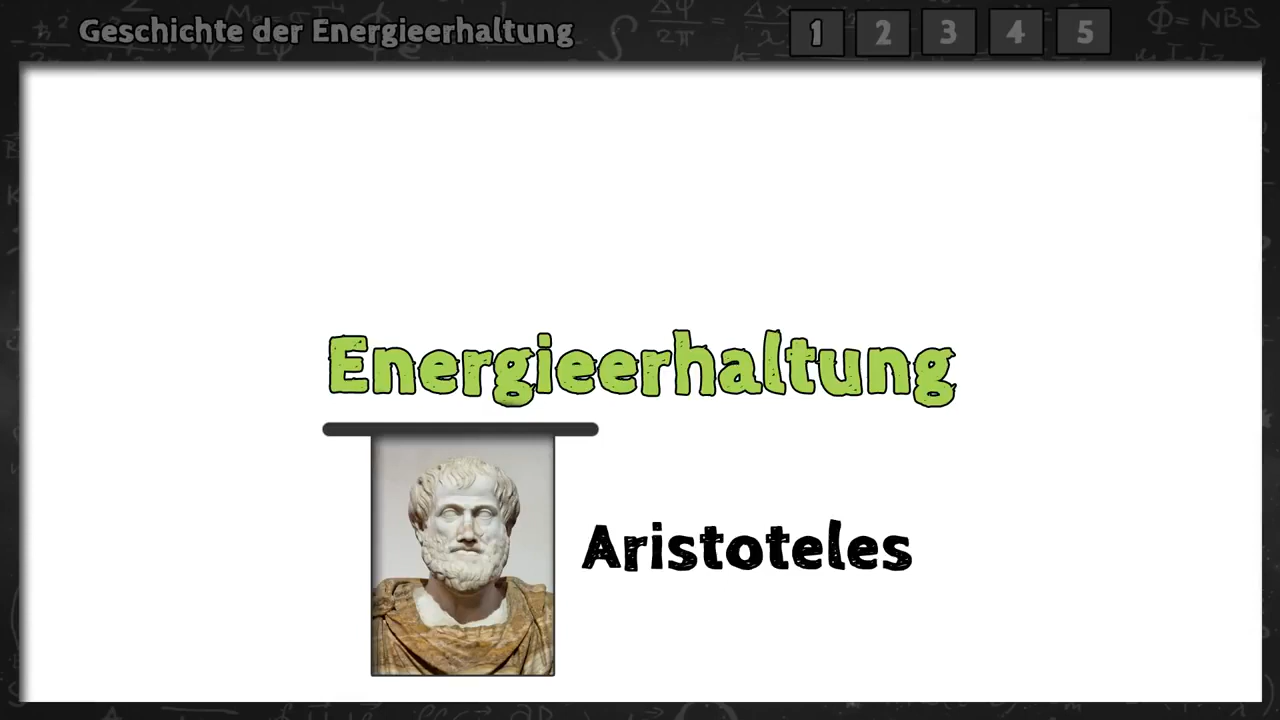 Geschichte der Energieerhaltung
1 2 3 4 5
Energieerhaltung
Aristoteles